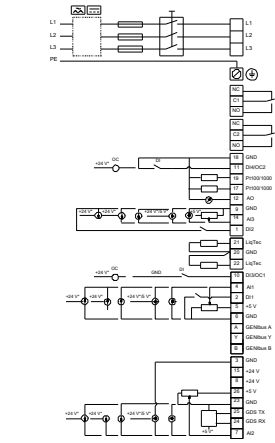 L1 L1
L2 L2
L3 L3
PE
NC
C1
NO
NC
C2
NO
18 GND
+24 V* OC DI 11 DI4/OC2
19 Pt100/1000
17 Pt100/1000
12 AO
+24 V* +24 V* +24 V*/5 V* 9 GND
14 AI3
1 DI2
21 LiqTec
20 GND
22 LiqTec
+24 V* OC GND DI 10 DI3/OC1
4 AI1
2 DI1
+24 V* +24 V* +24 V*/5 V* 5 +5 V
6 GND
A GENIbus A
Y GENIbus Y
B GENIbus B
3 GND
15 +24 V
8 +24 V
26 +5 V
23 GND
25 GDS TX
+24 V* +24 V* +24 V*/5 V* 24 GDS RX
+5 V* 7 AI2